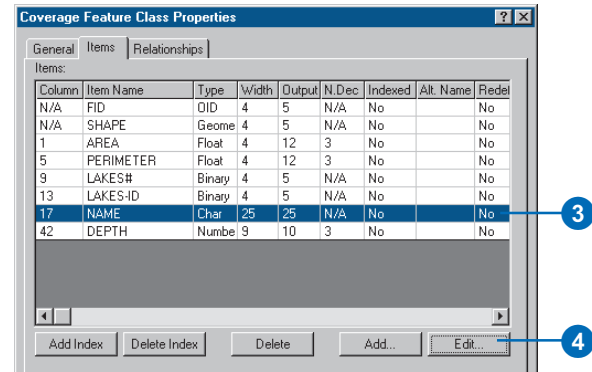 Coverage Feature Class Properties
General Items Relationships
Items:
Column Item Name Type Width Output N.Dec Indexed Alt. Name Redef
N/A FID OID 4 5 N/A No No
N/A SHAPE Geome 4 5 N/A No No
1 AREA Float 4 12 3 No No
5 PERIMETER Float 4 12 3 No No
9 LAKES# Binary 4 5 N/A No No
13 LAKES-ID Binary 4 5 N/A No No
17 NAME Char 25 25 N/A No No 3
42 DEPTH Numbe 9 10 3 No No
Add Index Delete Index Delete Add... Edit... 4